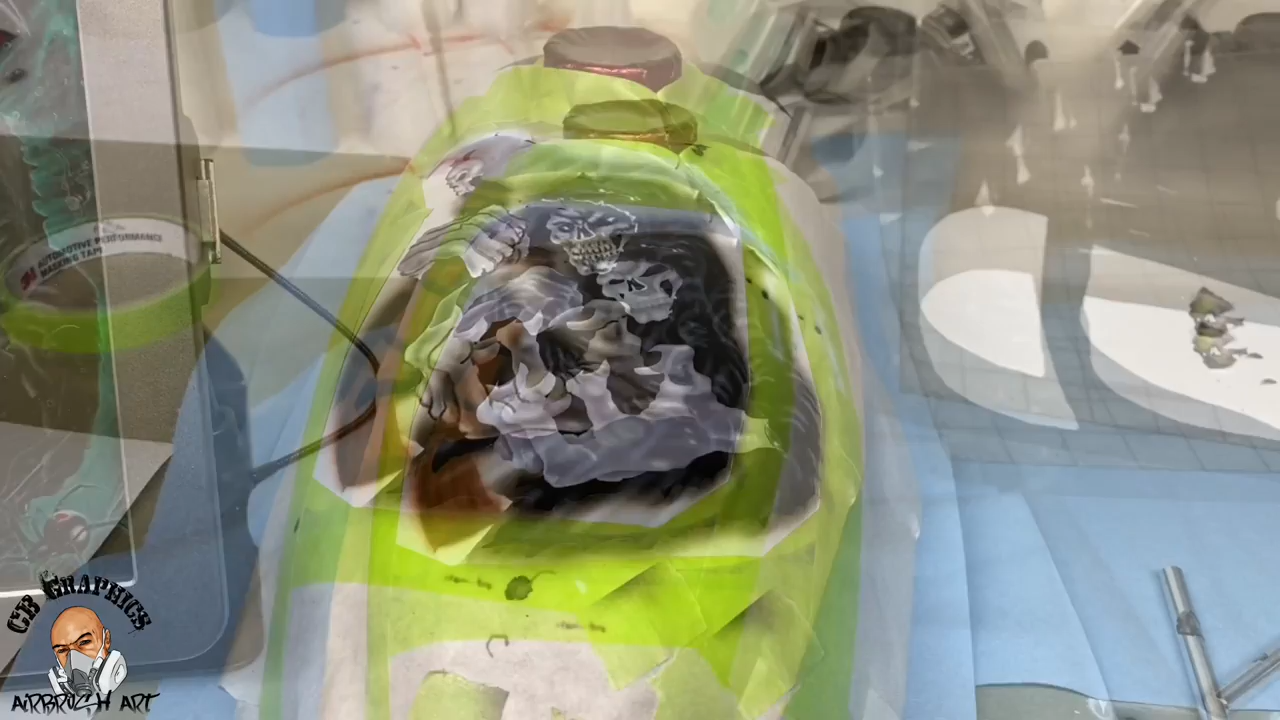 3M AUTOMOTIVE PERFORMANCE
MASKING TAPE
CB GRAPHICS
AIRBRUSH ART